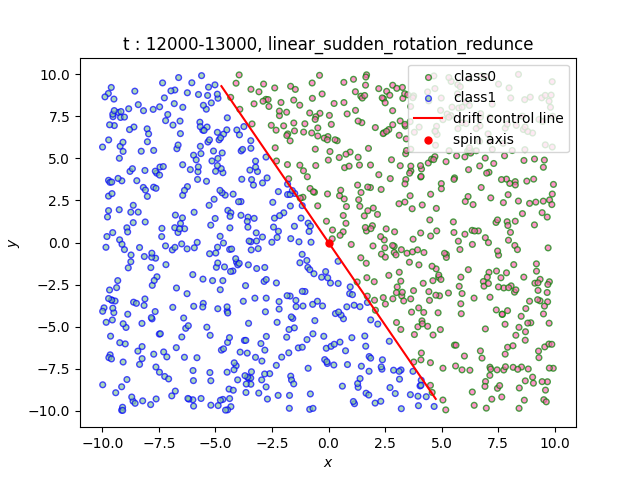 t : 12000-13000, linear_sudden_rotation_redunce
class0
class1
drift control line
spin axis
10.0
7.5
5.0
2.5
0.0
−2.5
−5.0
−7.5
−10.0
y
−10.0 −7.5 −5.0 −2.5 0.0 2.5 5.0 7.5 10.0
x